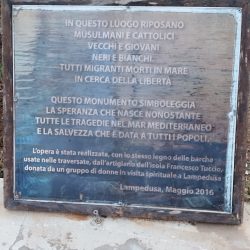 IN QUESTO LUOGO RIPOSANO
MUSULMANI E CATTOLICI
VECCHI E GIOVANI
NERI E BIANCHI.
TUTTI MIGRANTI MORTI IN MARE
IN CERCA DELLA LIBERTÀ
QUESTO MONUMENTO SIMBOLEGGIA
LA SPERANZA CHE NASCE NONOSTANTE
TUTTE LE TRAGEDIE NEL MAR MEDITERRANEO
E LA SALVEZZA CHE È DATA A TUTTI I POPOLI.
L'opera è stata realizzata, con lo stesso legno delle barche
usate nelle traversate, dall'artigiano dell'isola Francesco Tuccio,
donata da un gruppo di donne in visita spirituale a Lampedusa
Lampedusa, Maggio 2016